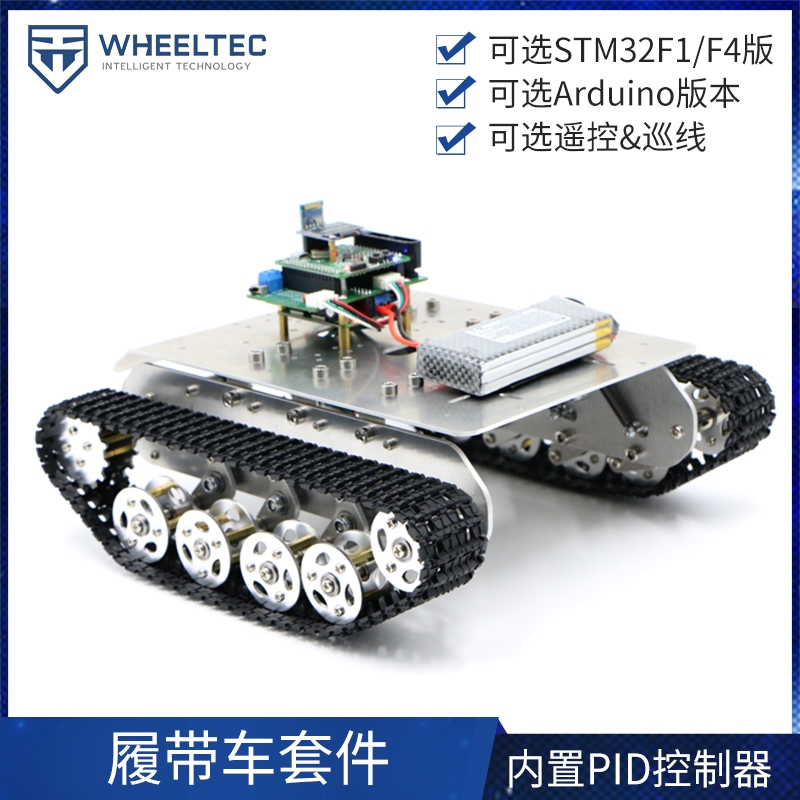 WHEELTEC
INTELLIGENT TECHNOLOGY
可选STM32F1/F4版
可选Arduino版本
可选遥控&巡线
履带车套件
内置PID控制器